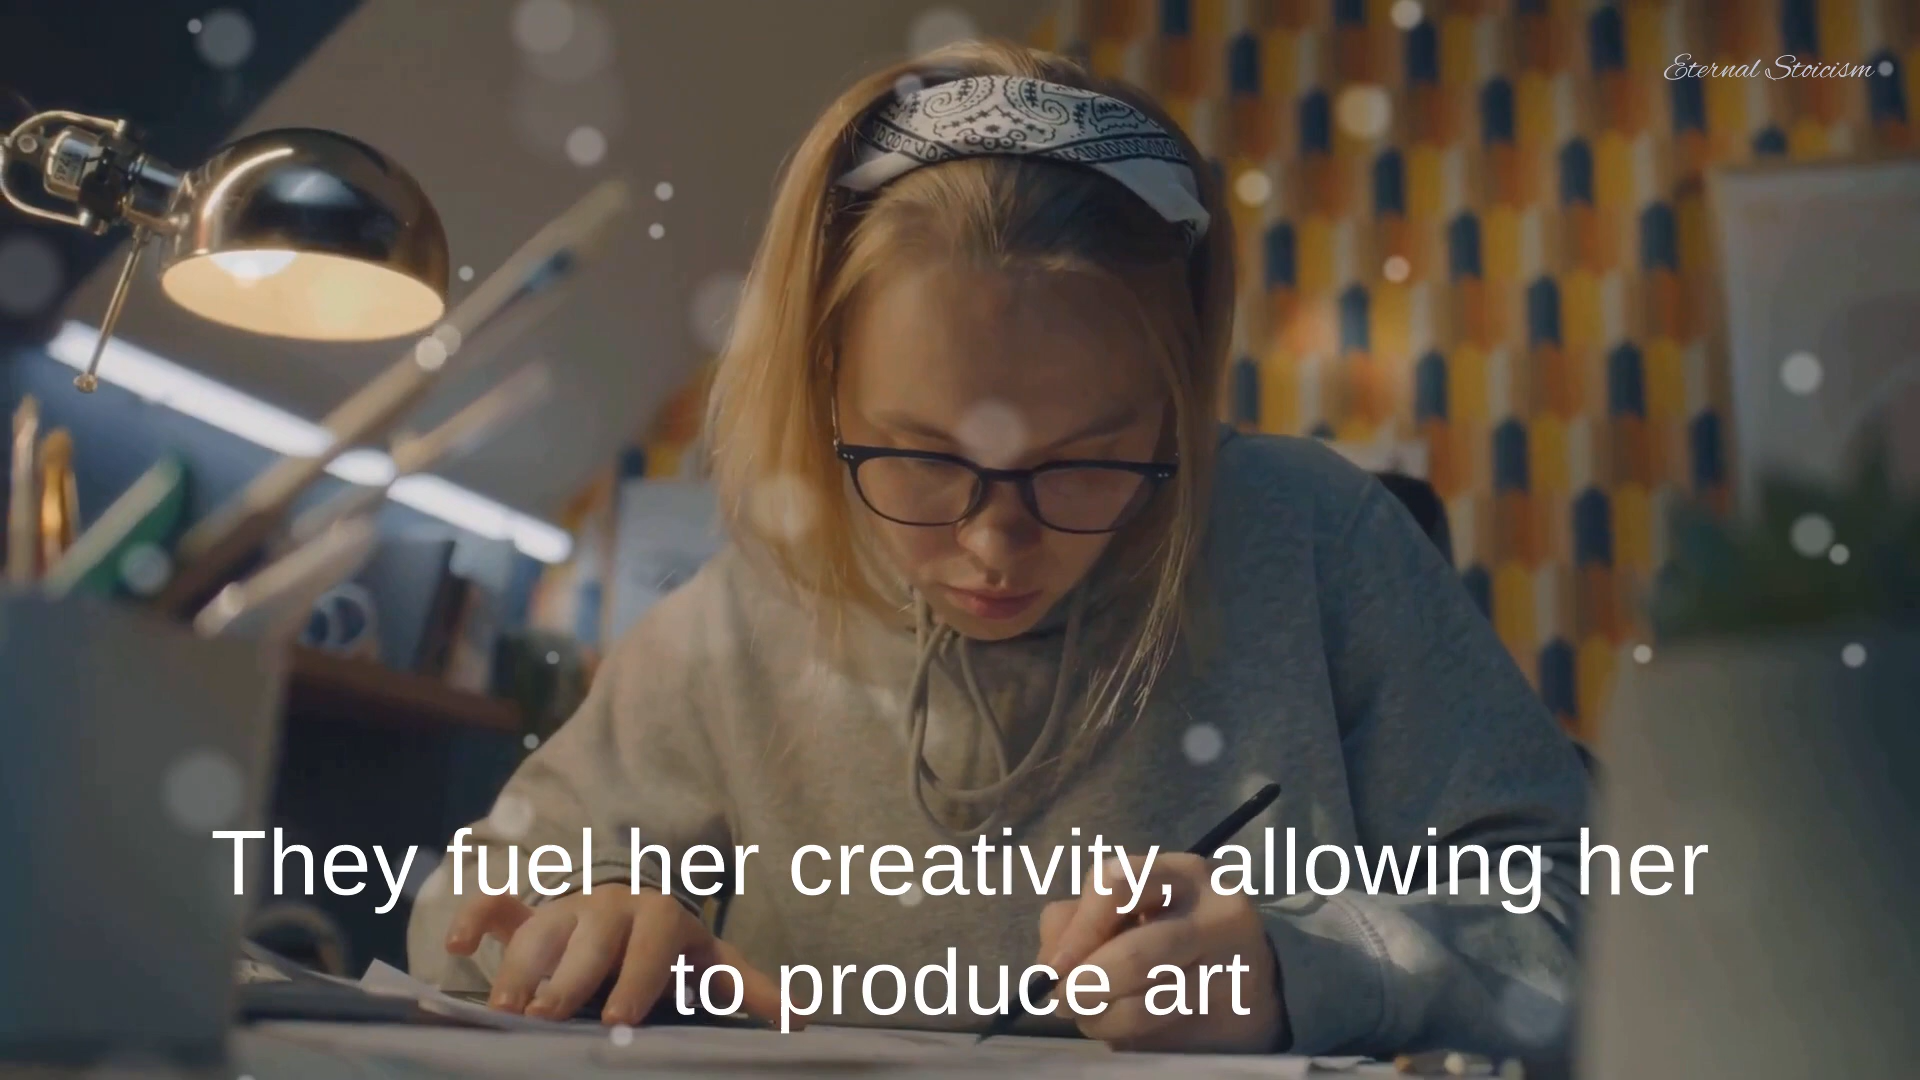 Eternal Stoicism
They fuel her creativity, allowing her
to produce art